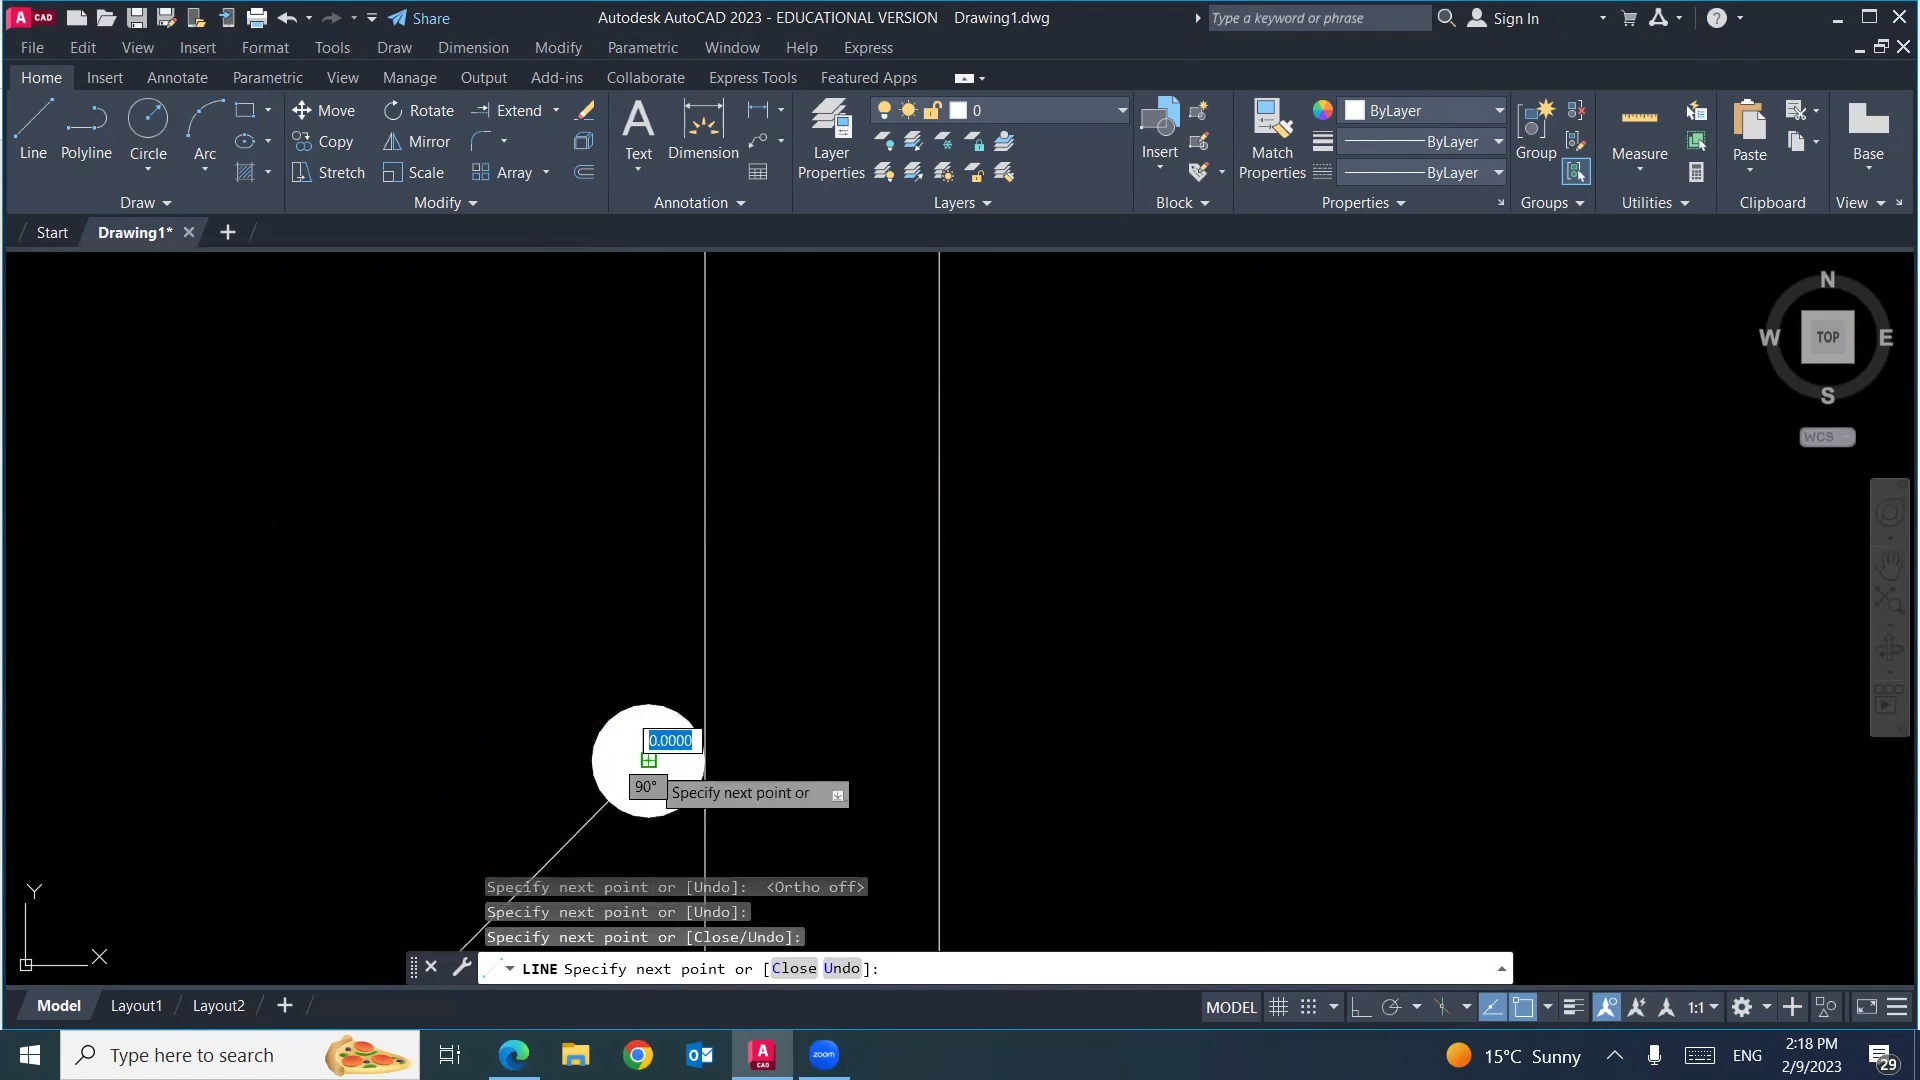 A CAD Share Autodesk AutoCAD 2023 - EDUCATIONAL VERSION Drawing1.dwg Type a keyword or phrase Sign In
File Edit View Insert Format Tools Draw Dimension Modify Parametric Window Help Express
Home Insert Annotate Parametric View Manage Output Add-ins Collaborate Express Tools Featured Apps
Line Polyline Circle Arc
Move Rotate Extend
Copy Mirror
Stretch Scale Array
Text Dimension
Layer
Properties
0
Insert
Match
Properties
ByLayer
ByLayer
ByLayer
Group
Measure
Paste
Base
Draw Modify Annotation Layers Block Properties Groups Utilities Clipboard View
Start Drawing1*
N
W TOP E
S
WCS
0.0000
90° Specify next point or
Specify next point or [Undo]: <Ortho off>
Specify next point or [Undo]:
Specify next point or [Close/Undo]:
Y
X
LINE Specify next point or [Close Undo]:
Model Layout1 Layout2
MODEL 1:1
Type here to search
A
CAD
zoom
15°C Sunny ENG
2:18 PM
2/9/2023
29